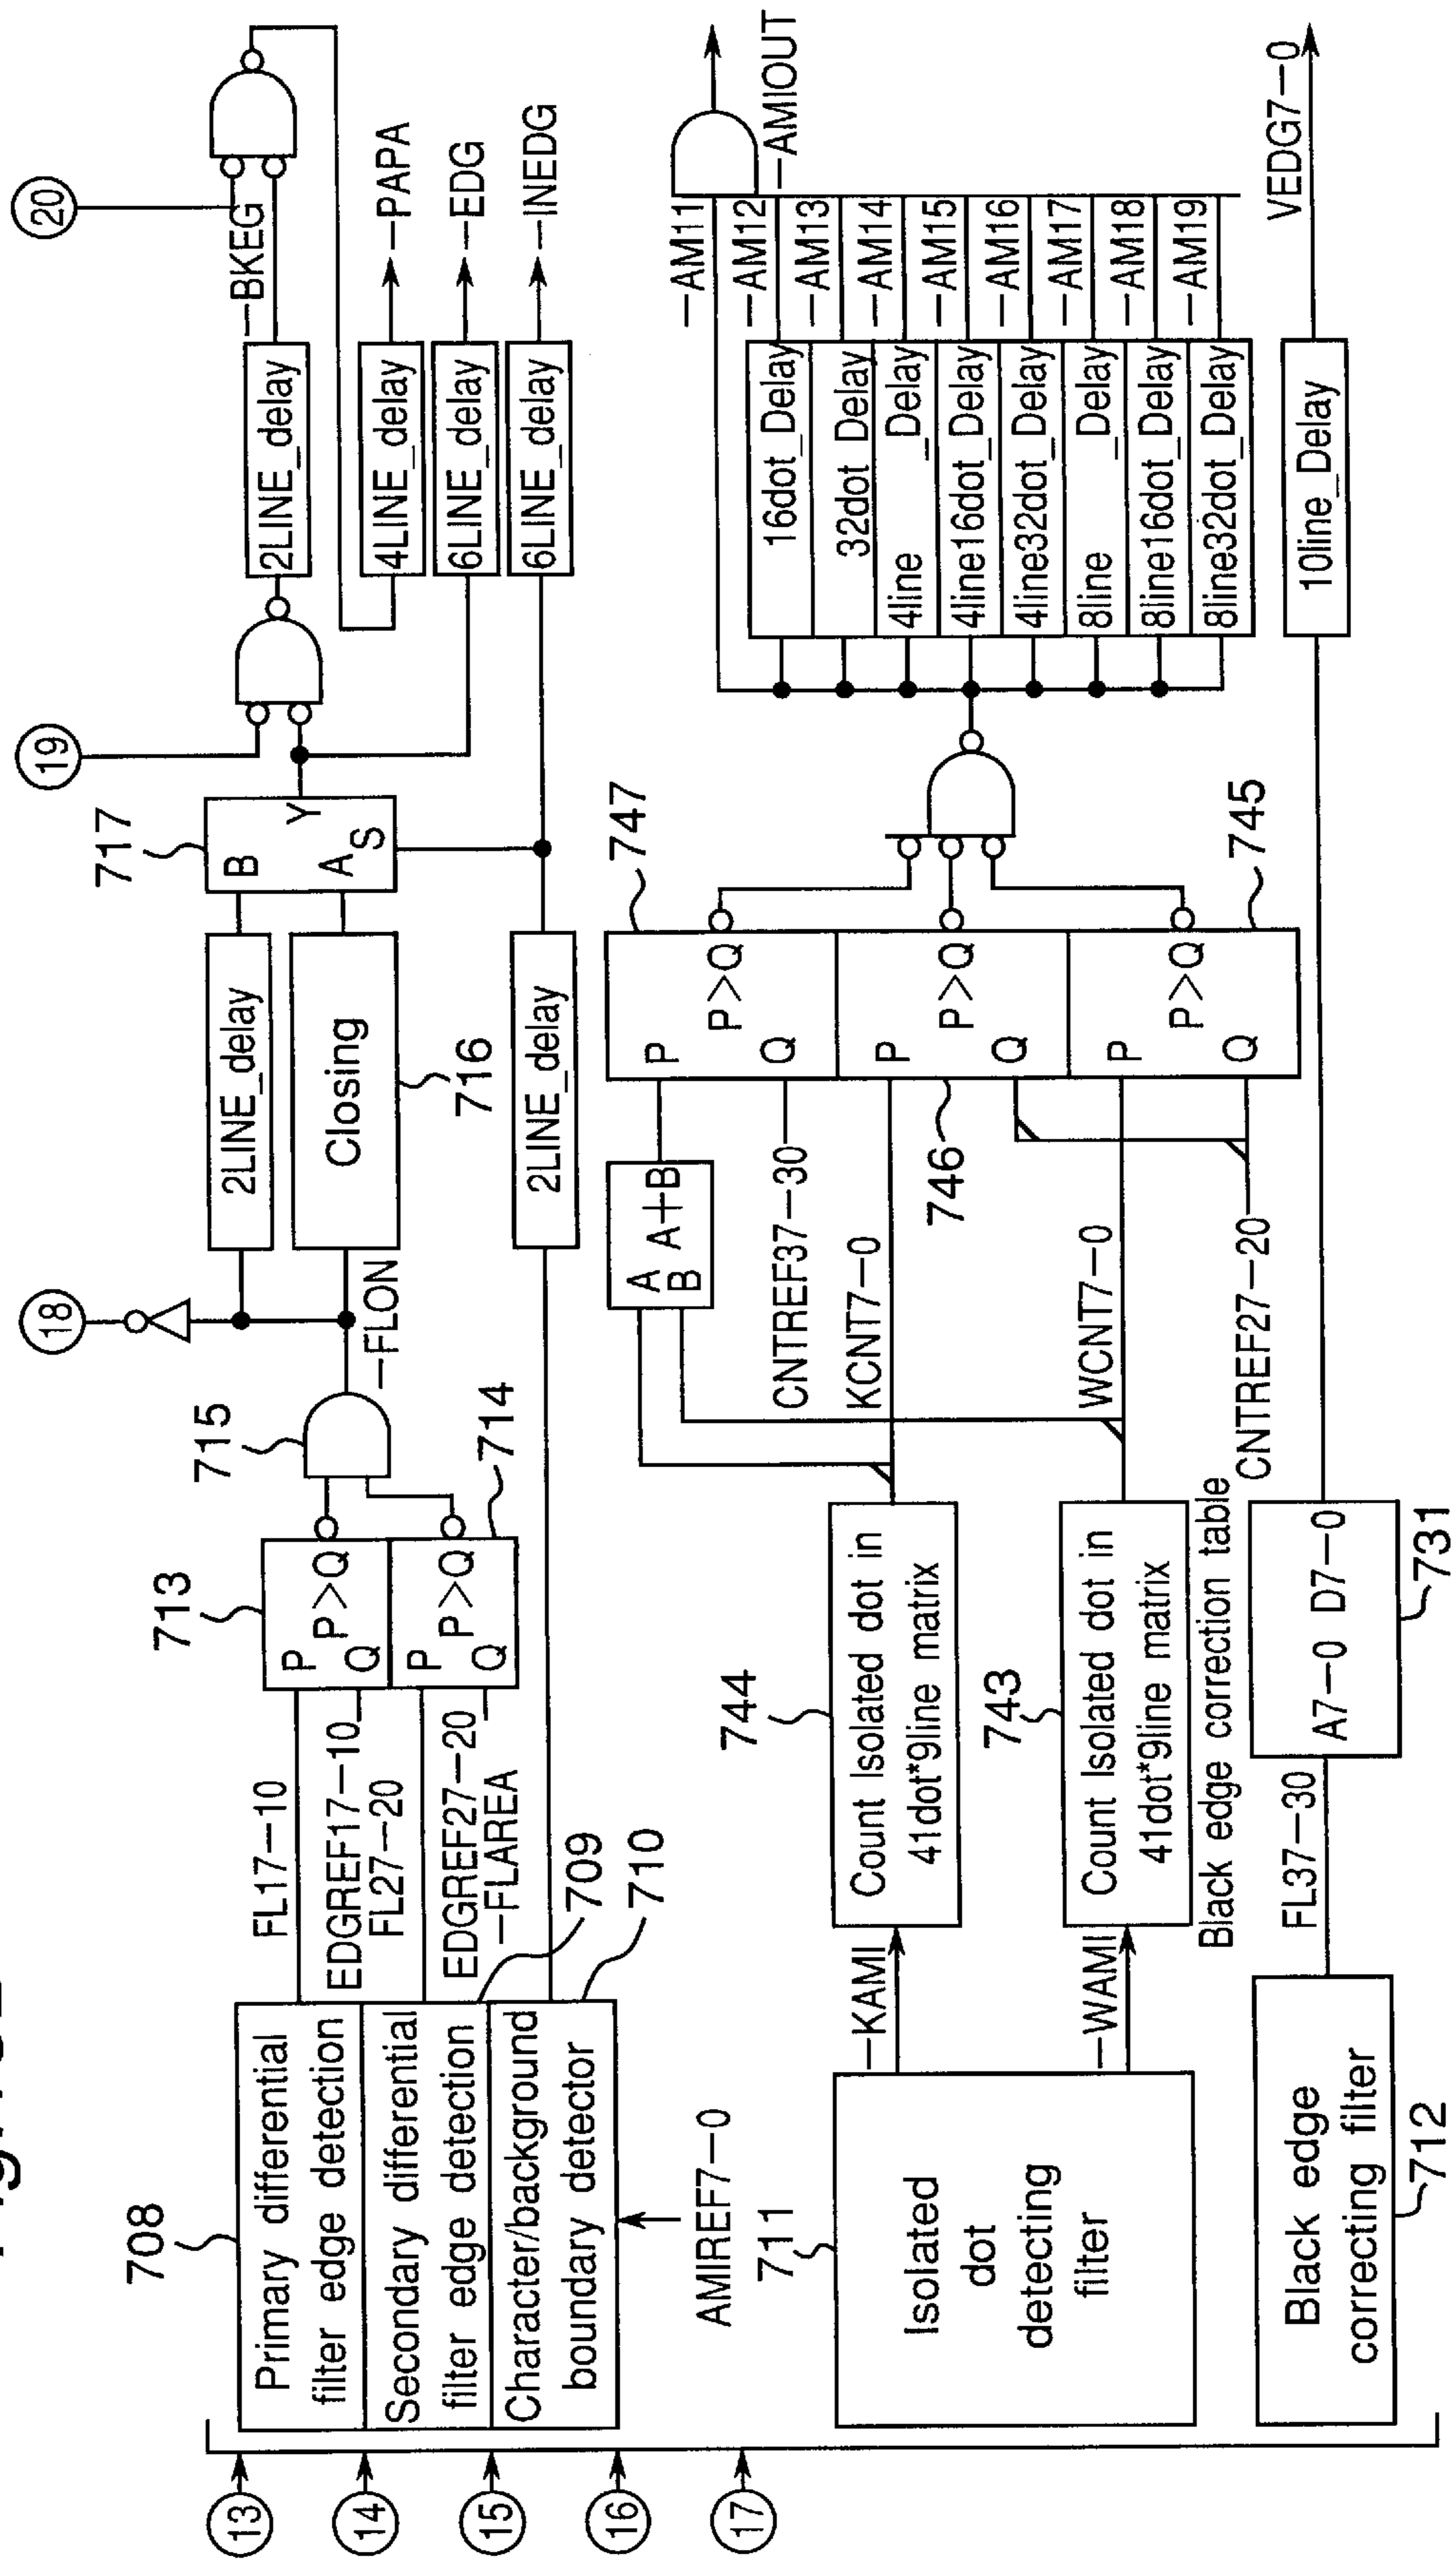 20
—BKEG
2LINE_delay
4LINE_delay
—PAPA
6LINE_delay
—EDG
6LINE_delay
—INEDG
19
717
B
A
S
Y
18
2LINE_delay
Closing
716
2LINE_delay
—FLON
715
713
P
Q
P>Q
P
Q
P>Q
714
FL17—10
EDGREF17—10
FL27—20
EDGREF27—20
—FLAREA
709
710
708
Primary differential
filter edge detection
Secondary differential
filter edge detection
Character/background
boundary detector
AMIREF7—0
13
14
15
16
17
711
Isolated
dot
detecting
filter
—KAMI
—WAMI
744
Count Isolated dot in
41dot*9line matrix
743
Count Isolated dot in
41dot*9line matrix
A
B
A+B
CNTREF37—30
KCNT7—0
WCNT7—0
CNTREF27—20
747
P
Q
P>Q
P
Q
P>Q
746
P
Q
P>Q
745
16dot_Delay
32dot_Delay
4line _Delay
4line16dot_Delay
4line32dot_Delay
8line _Delay
8line16dot_Delay
8line32dot_Delay
—AM11
—AM12
—AM13
—AM14
—AM15
—AM16
—AM17
—AM18
—AM19
—AMIOUT
Black edge
correcting filter
712
FL37—30
Black edge correction table
A7—0 D7—0
731
10line_Delay
VEDG7—0